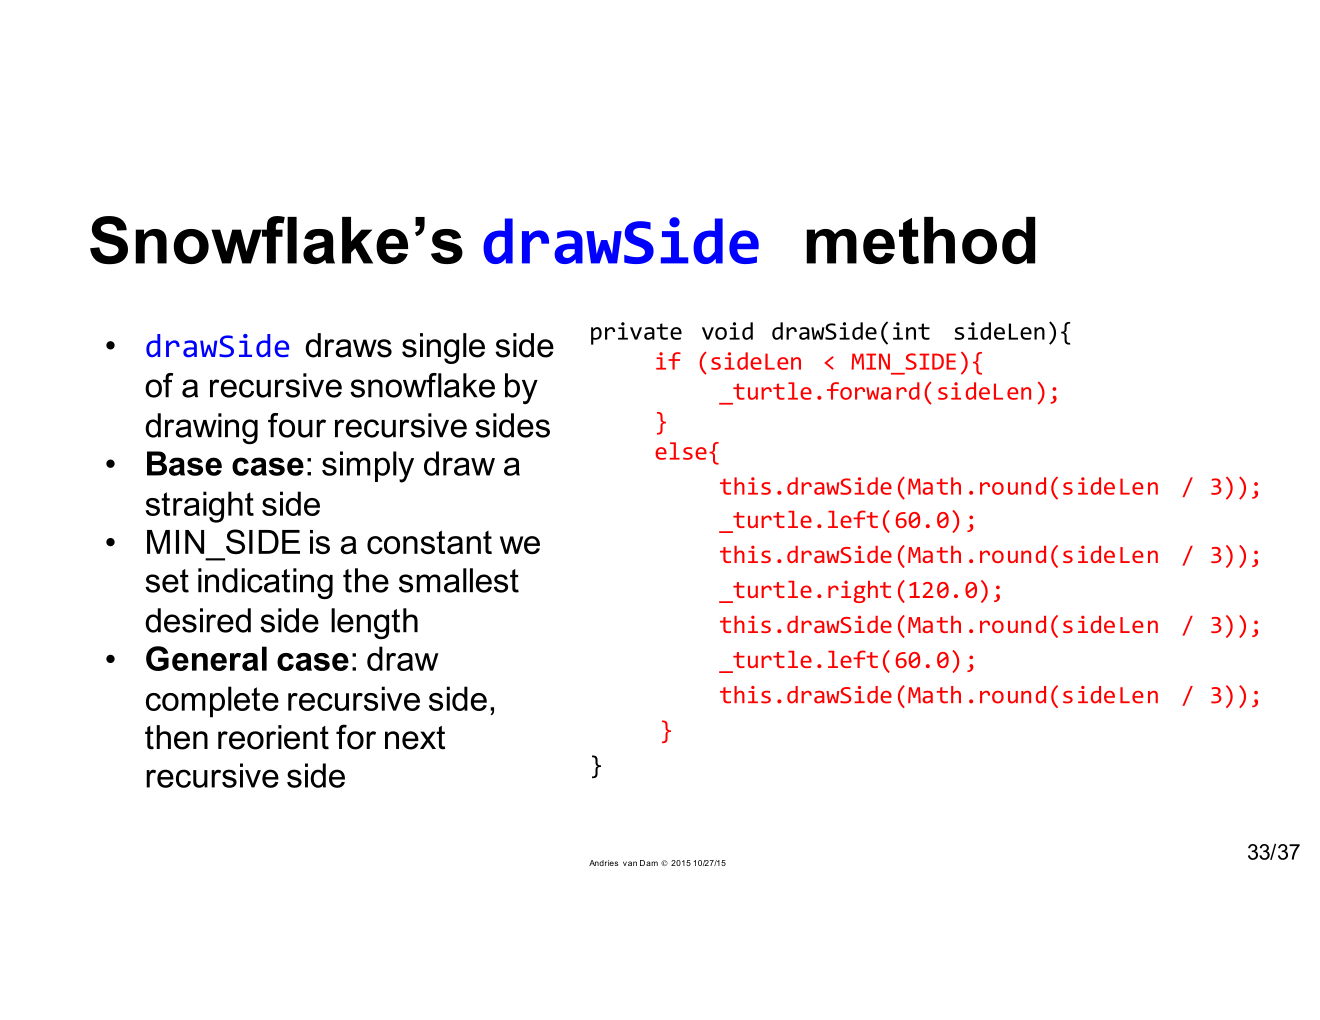 Snowflake’s drawSide method
• drawSide draws single side
of a recursive snowflake by
drawing four recursive sides
• Base case: simply draw a
straight side
• MIN_SIDE is a constant we
set indicating the smallest
desired side length
• General case: draw
complete recursive side,
then reorient for next
recursive side
private void drawSide(int sideLen){
if (sideLen < MIN_SIDE){
_turtle.forward(sideLen);
}
else{
this.drawSide(Math.round(sideLen / 3));
_turtle.left(60.0);
this.drawSide(Math.round(sideLen / 3));
_turtle.right(120.0);
this.drawSide(Math.round(sideLen / 3));
_turtle.left(60.0);
this.drawSide(Math.round(sideLen / 3));
}
}
Andries van Dam © 2015 10/27/15
33/37